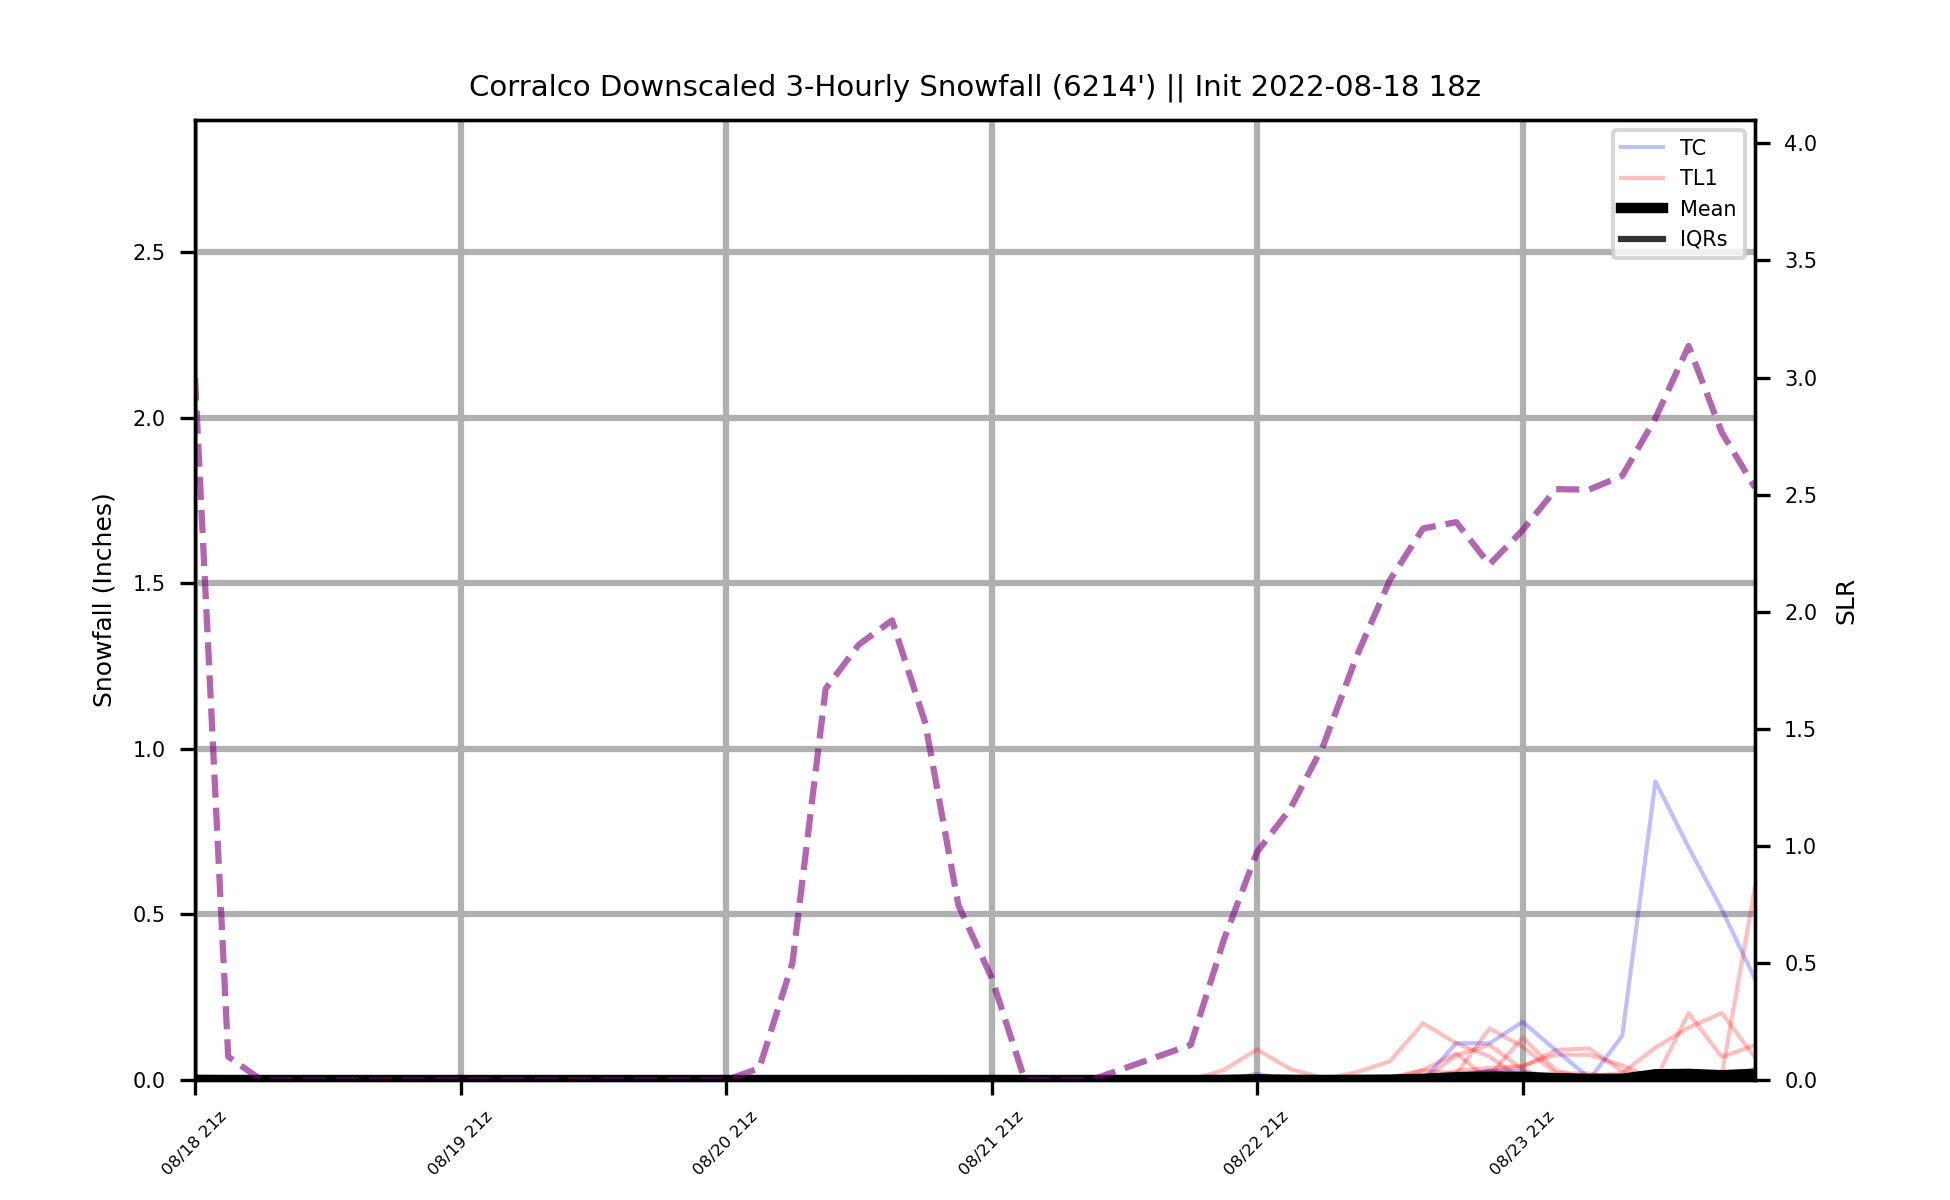 Corralco Downscaled 3-Hourly Snowfall (6214') || Init 2022-08-18 18z
TC
TL1
Mean
IQRs
Snowfall (Inches)
2.5
2.0
1.5
1.0
0.5
0.0
4.0
3.5
3.0
2.5
2.0
1.5
1.0
0.5
0.0
SLR
08/18 21z
08/19 21z
08/20 21z
08/21 21z
08/22 21z
08/23 21z